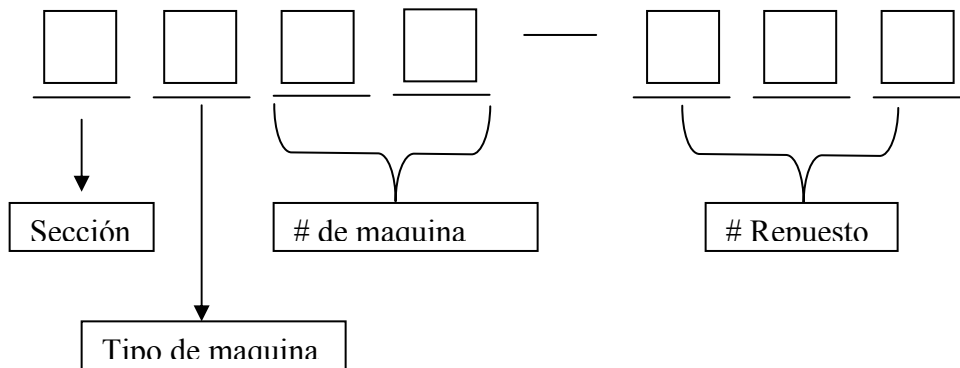 Sección
# de maquina
# Repuesto
Tipo de maquina